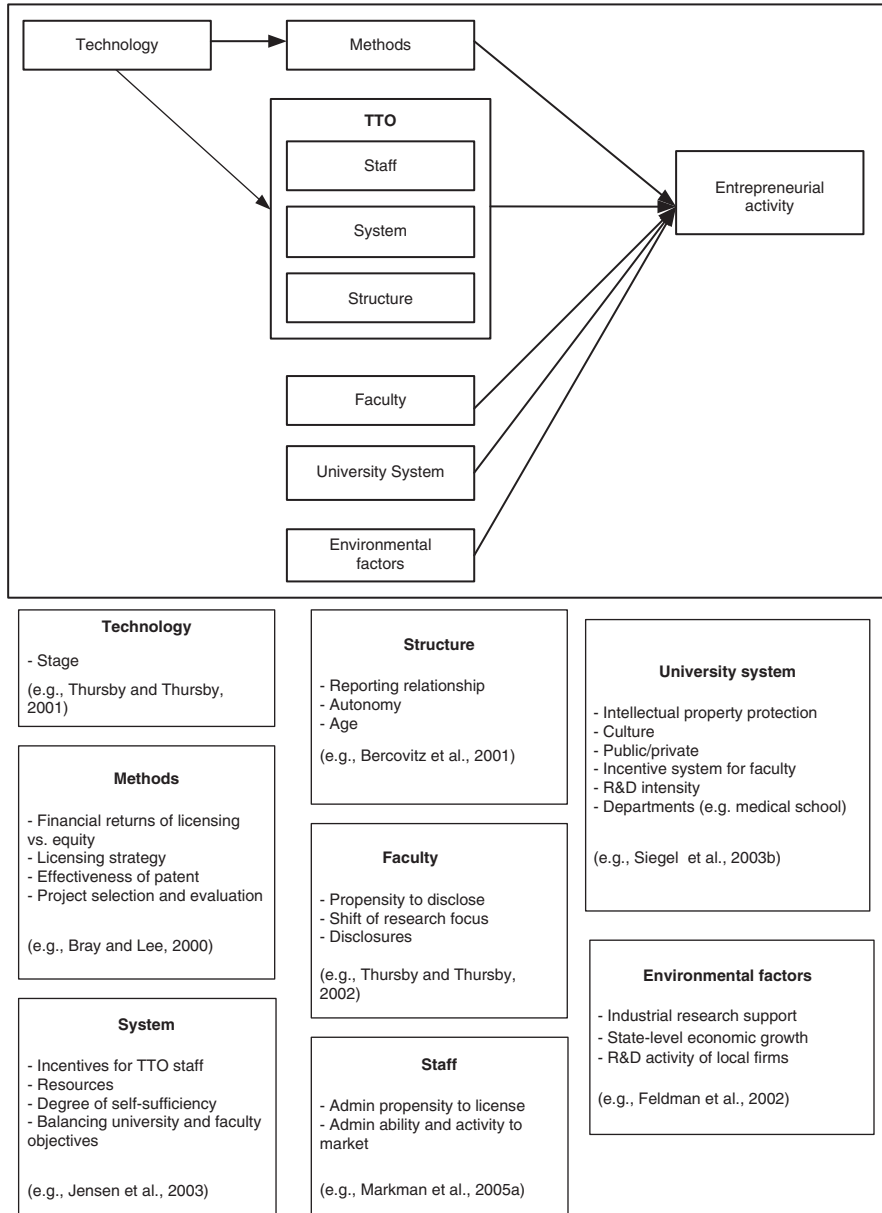 Technology
Methods
TTO
Staff
System
Structure
Entrepreneurial
activity
Faculty
University System
Environmental
factors
Technology
- Stage
(e.g., Thursby and Thursby,
2001)
Methods
- Financial returns of licensing
vs. equity
- Licensing strategy
- Effectiveness of patent
- Project selection and evaluation
(e.g., Bray and Lee, 2000)
System
- Incentives for TTO staff
- Resources
- Degree of self-sufficiency
- Balancing university and faculty
objectives
(e.g., Jensen et al., 2003)
Structure
- Reporting relationship
- Autonomy
- Age
(e.g., Bercovitz et al., 2001)
Faculty
- Propensity to disclose
- Shift of research focus
- Disclosures
(e.g., Thursby and Thursby,
2002)
Staff
- Admin propensity to license
- Admin ability and activity to
market
(e.g., Markman et al., 2005a)
University system
- Intellectual property protection
- Culture
- Public/private
- Incentive system for faculty
- R&D intensity
- Departments (e.g. medical school)
(e.g., Siegel et al., 2003b)
Environmental factors
- Industrial research support
- State-level economic growth
- R&D activity of local firms
(e.g., Feldman et al., 2002)